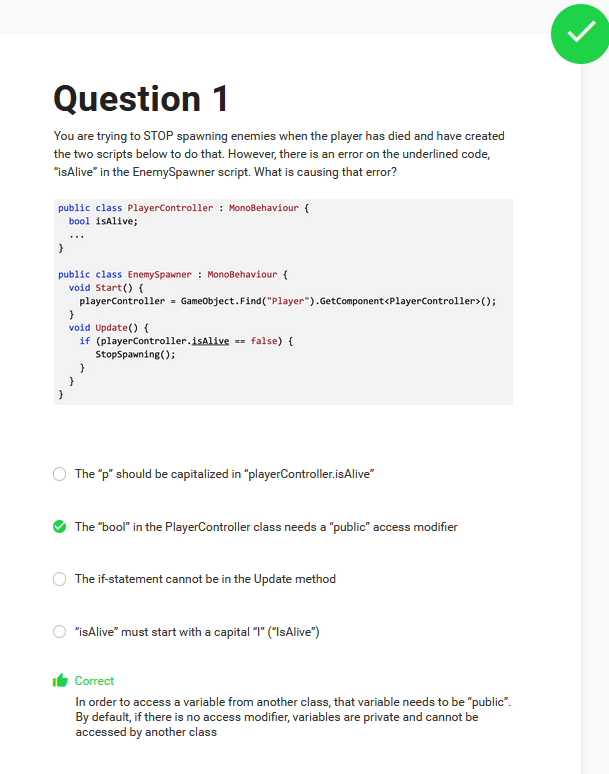 Question 1
You are trying to STOP spawning enemies when the player has died and have created
the two scripts below to do that. However, there is an error on the underlined code,
“isAlive” in the EnemySpawner script. What is causing that error?
public class PlayerController : MonoBehaviour {
  bool isAlive;
  ...
}
public class EnemySpawner : MonoBehaviour {
  void Start() {
    playerController = GameObject.Find("Player").GetComponent<PlayerController>();
  }
  void Update() {
    if (playerController.isAlive == false) {
       StopSpawning();
    }
  }
}
The “p” should be capitalized in “playerController.isAlive”
The “bool” in the PlayerController class needs a “public” access modifier
The if-statement cannot be in the Update method
“isAlive” must start with a capital “I” (“IsAlive”)
Correct
In order to access a variable from another class, that variable needs to be “public”.
By default, if there is no access modifier, variables are private and cannot be
accessed by another class